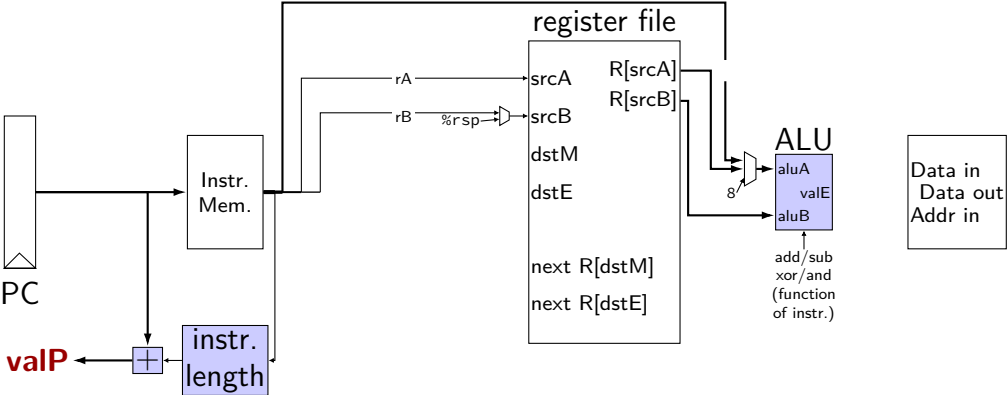 register file
srcA
srcB
dstM
dstE
next R[dstM]
next R[dstE]
R[srcA]
R[srcB]
rA
rB
%rsp
PC
Instr.
Mem.
instr.
length
+
valP
8
ALU
aluA
valE
aluB
add/sub
xor/and
(function
of instr.)
Data in
Data out
Addr in